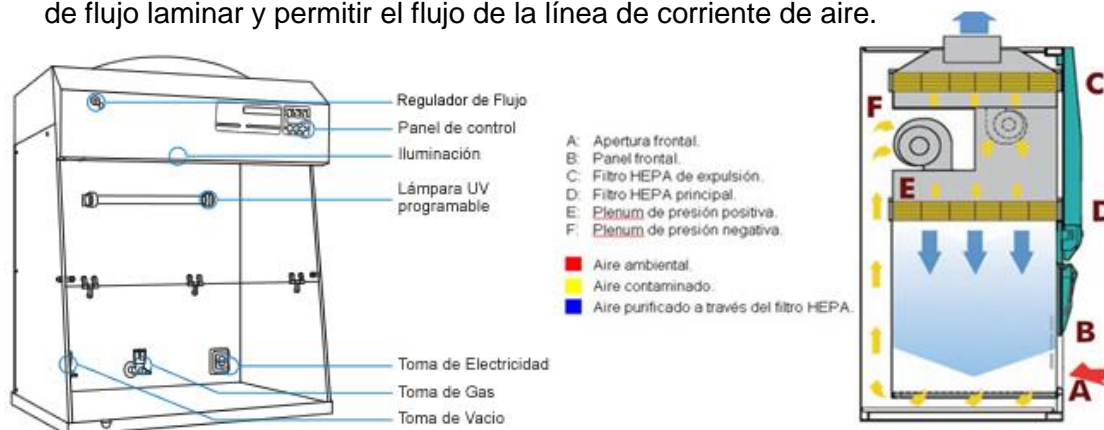 de flujo laminar y permitir el flujo de la línea de corriente de aire.
Regulador de Flujo
Panel de control
Iluminación
Lámpara UV
programable
Toma de Electricidad
Toma de Gas
Toma de Vacio
A: Apertura frontal.
B: Panel frontal.
C: Filtro HEPA de expulsión.
D: Filtro HEPA principal.
E: Plenum de presión positiva.
F: Plenum de presión negativa.
Aire ambiental.
Aire contaminado.
Aire purificado a través del filtro HEPA.
C
F
E
D
B
A